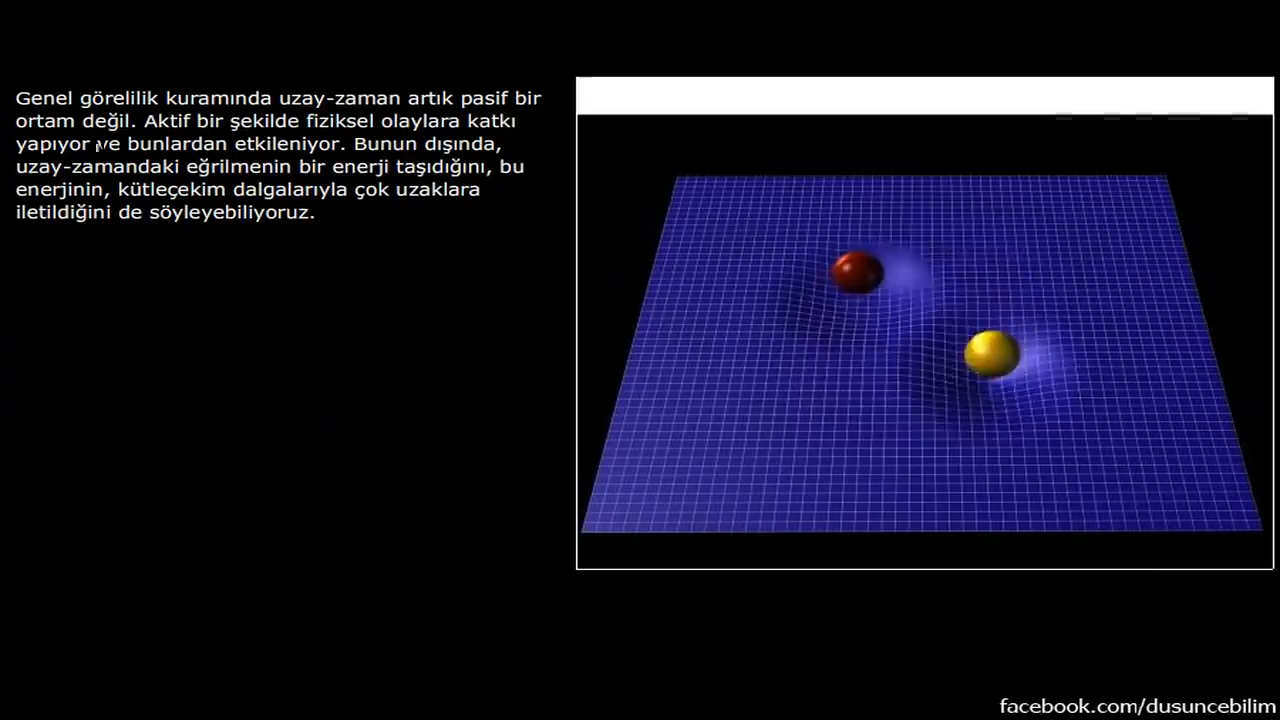 Genel görelilik kuramında uzay-zaman artık pasif bir
ortam değil. Aktif bir şekilde fiziksel olaylara katkı
yapıyor ve bunlardan etkileniyor. Bunun dışında,
uzay-zamandaki eğrilmenin bir enerji taşıdığını, bu
enerjinin, kütleçekim dalgalarıyla çok uzaklara
iletildiğini de söyleyebiliyoruz.
facebook.com/dusuncebilim